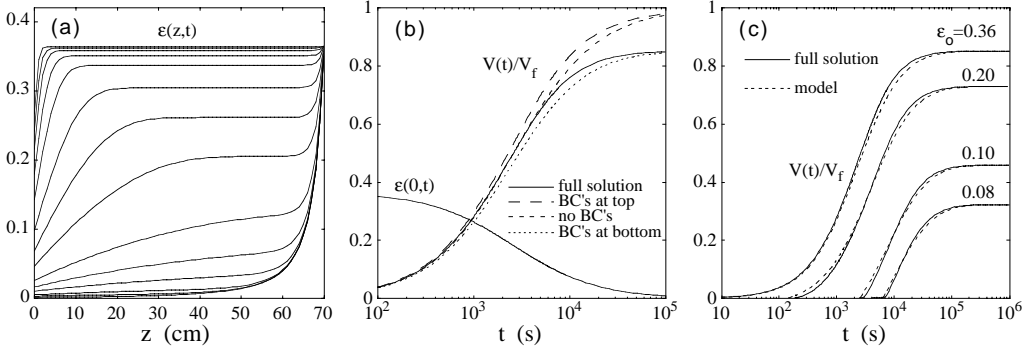 (a)
ε(z,t)
0.4
0.3
0.2
0.1
0
0 10 20 30 40 50 60 70
z (cm)
(b)
V(t)/V_f
ε(0,t)
full solution
BC's at top
no BC's
BC's at bottom
1
0.8
0.6
0.4
0.2
0
10^2 10^3 10^4 10^5
t (s)
(c)
ε_o=0.36
full solution
model
0.20
V(t)/V_f
0.10
0.08
1
0.8
0.6
0.4
0.2
0
10 10^2 10^3 10^4 10^5 10^6
t (s)